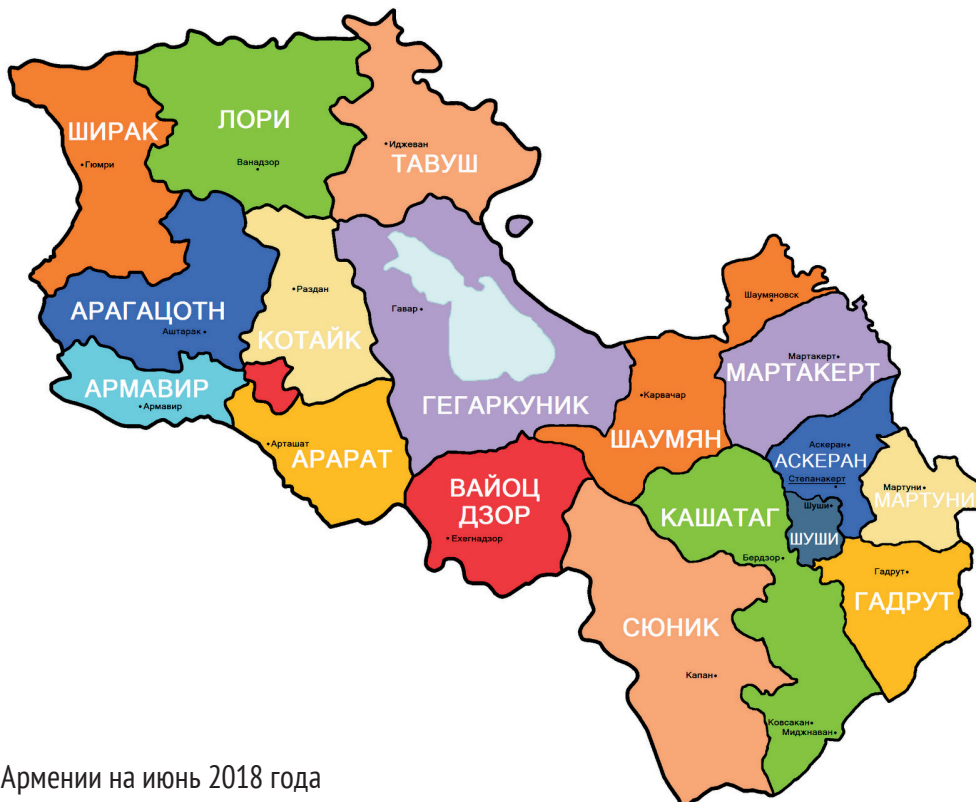 ЛОРИ
ШИРАК
Иджеван
ТАВУШ
Гюмри
Ванадзор
Раздан
Шаумяновск
АРАГАЦОТН
Гавар
Аштарак
КОТАЙК
Мартакерт
МАРТАКЕРТ
АРМАВИР
Армавир
Карвачар
ГЕГАРКУНИК
ШАУМЯН
Арташат
АРАРАТ
Аскеран
АСКЕРАН
Степанакерт
ВАЙОЦ
ДЗОР
Мартуни
МАРТУНИ
КАШАТАГ
Шуши
ШУШИ
Ехегнадзор
Бердзор
Гадрут
ГАДРУТ
СЮНИК
Капан
Ковсакан
Миджнаван
Армении на июнь 2018 года